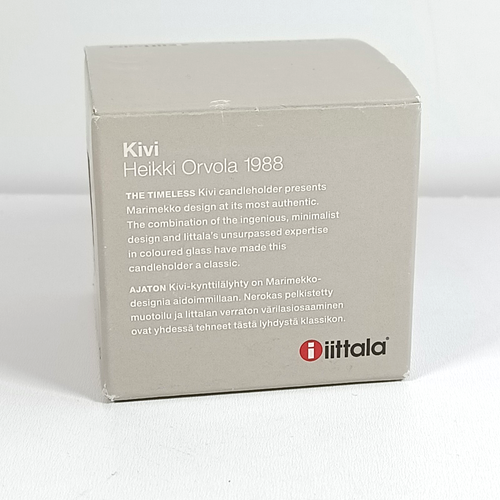 Kivi
Heikki Orvola 1988
THE TIMELESS Kivi candleholder presents
Marimekko design at its most authentic.
The combination of the ingenious, minimalist
design and Iittala's unsurpassed expertise
in coloured glass have made this
candleholder a classic.
AJATON Kivi-kynttilälyhty on Marimekko-
designia aidoimmillaan. Nerokas pelkistetty
muotoilu ja Iittalan verraton värilasiosaaminen
ovat yhdessä tehneet tästä lyhdystä klassikon.
iittala